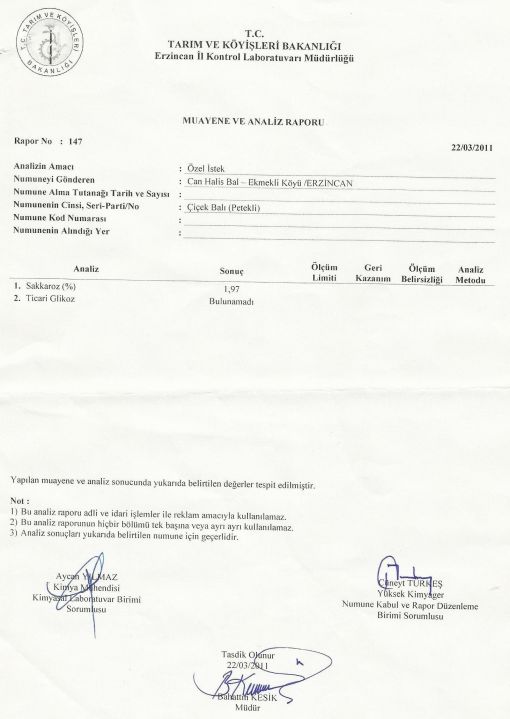 T.C. TARIM VE KÖYİŞLERİ
BAKANLIĞI
T.C.
TARIM VE KÖYİŞLERİ BAKANLIĞI
Erzincan İl Kontrol Laboratuvarı Müdürlüğü
MUAYENE VE ANALİZ RAPORU
Rapor No : 147
22/03/2011
Analizin Amacı : Özel İstek
Numuneyi Gönderen : Can Halis Bal – Ekmekli Köyü /ERZİNCAN
Numune Alma Tutanağı Tarih ve Sayısı :
Numunenin Cinsi, Seri-Parti/No : Çiçek Balı (Petekli)
Numune Kod Numarası :
Numunenin Alındığı Yer :
Analiz Sonuç Ölçüm Limiti Geri Kazanım Ölçüm Belirsizliği Analiz Metodu
1. Sakkaroz (%) 1,97
2. Ticari Glikoz Bulunamadı
Yapılan muayene ve analiz sonucunda yukarıda belirtilen değerler tespit edilmiştir.
Not :
1) Bu analiz raporu adli ve idari işlemler ile reklam amacıyla kullanılamaz.
2) Bu analiz raporunun hiçbir bölümü tek başına veya ayrı ayrı kullanılamaz.
3) Analiz sonuçları yukarıda belirtilen numune için geçerlidir.
Aycan YILMAZ
Kimya Mühendisi
Kimyasal Laboratuvar Birimi
Sorumlusu
Cüneyt TÜRKEŞ
Yüksek Kimyager
Numune Kabul ve Rapor Düzenleme
Birimi Sorumlusu
Tasdik Olunur
22/03/2011
Bahattin KESİK
Müdür